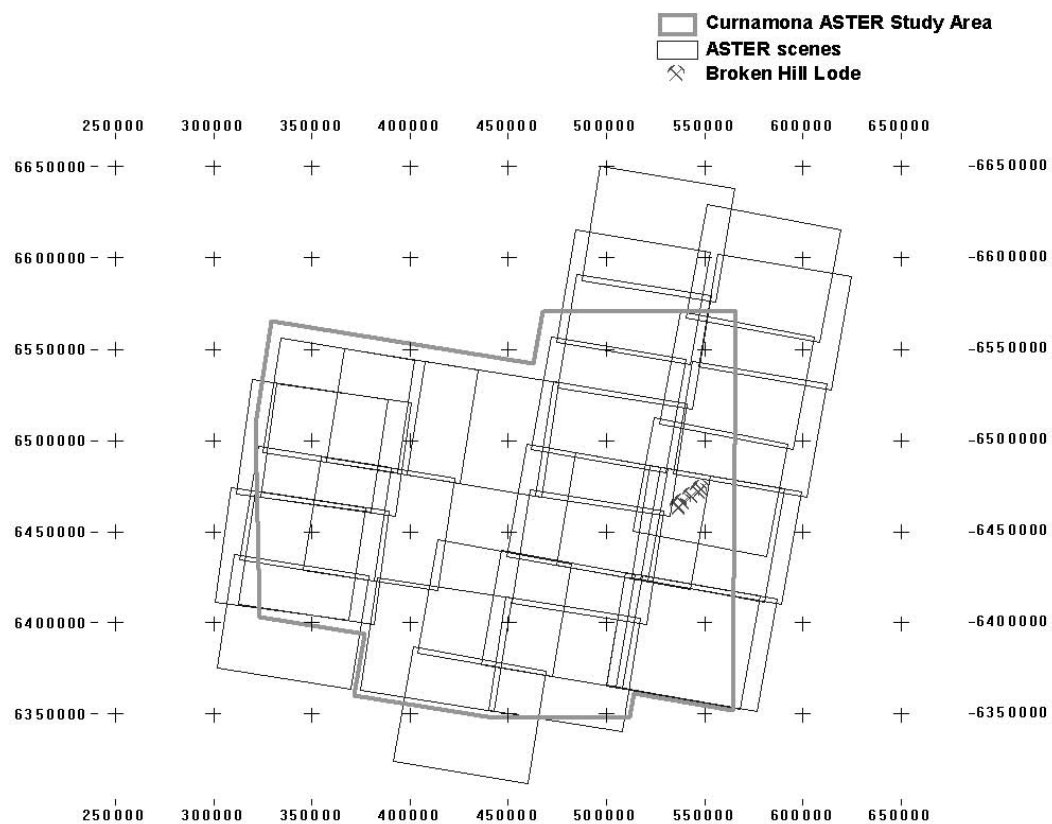 Curnamona ASTER Study Area
ASTER scenes
Broken Hill Lode
250000 300000 350000 400000 450000 500000 550000 600000 650000
6650000 -6650000
6600000 -6600000
6550000 -6550000
6500000 -6500000
6450000 -6450000
6400000 -6400000
6350000 -6350000
250000 300000 350000 400000 450000 500000 550000 600000 650000